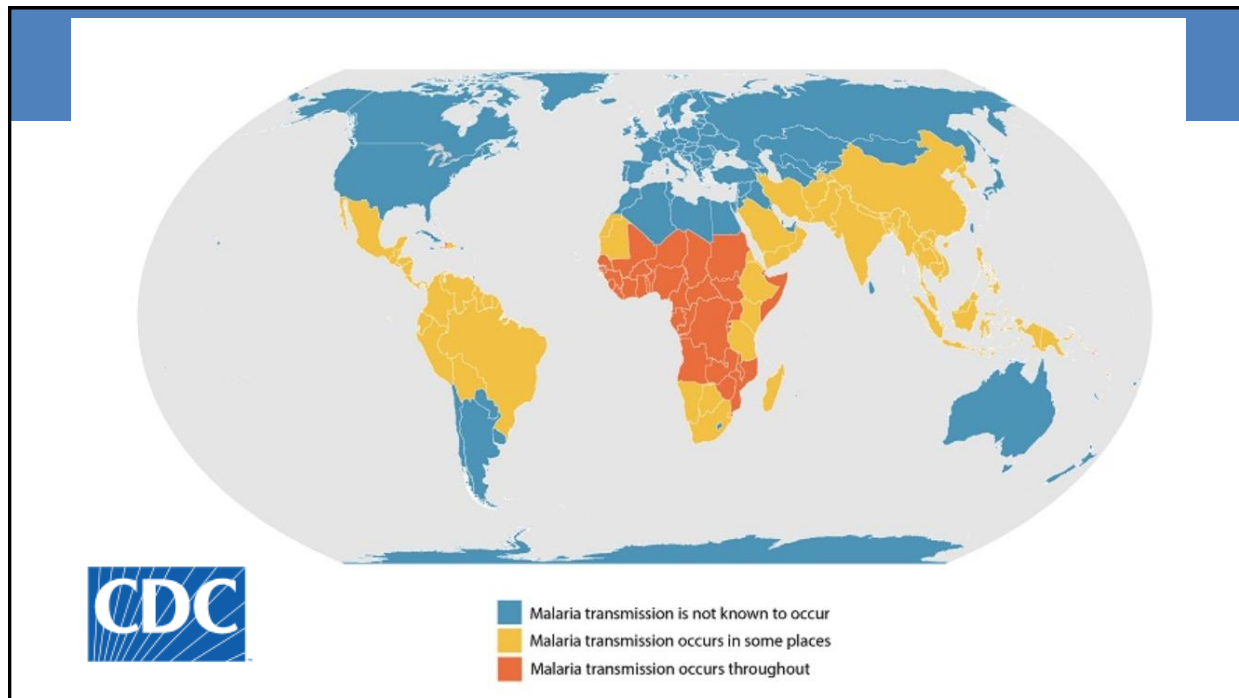 CDC
Malaria transmission is not known to occur
Malaria transmission occurs in some places
Malaria transmission occurs throughout